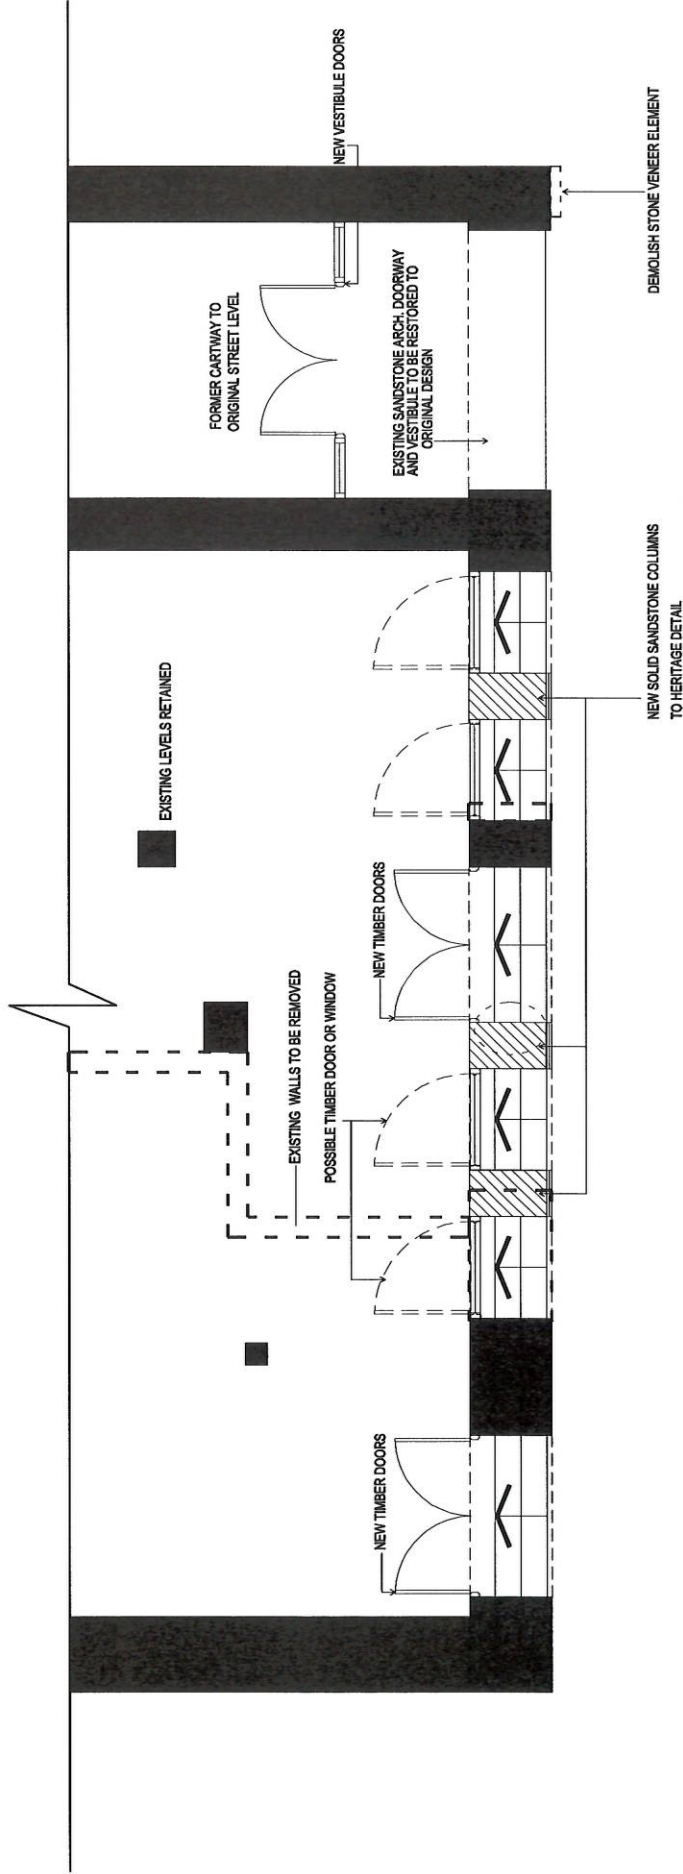 NEW TIMBER DOORS
EXISTING WALLS TO BE REMOVED
POSSIBLE TIMBER DOOR OR WINDOW
NEW TIMBER DOORS
EXISTING LEVELS RETAINED
FORMER CARTWAY TO
ORIGINAL STREET LEVEL
NEW VESTIBULE DOORS
EXISTING SANDSTONE ARCH. DOORWAY
AND VESTIBULE TO BE RESTORED TO
ORIGINAL DESIGN
NEW SOLID SANDSTONE COLUMNS
TO HERITAGE DETAIL
DEMOLISH STONE VENEER ELEMENT